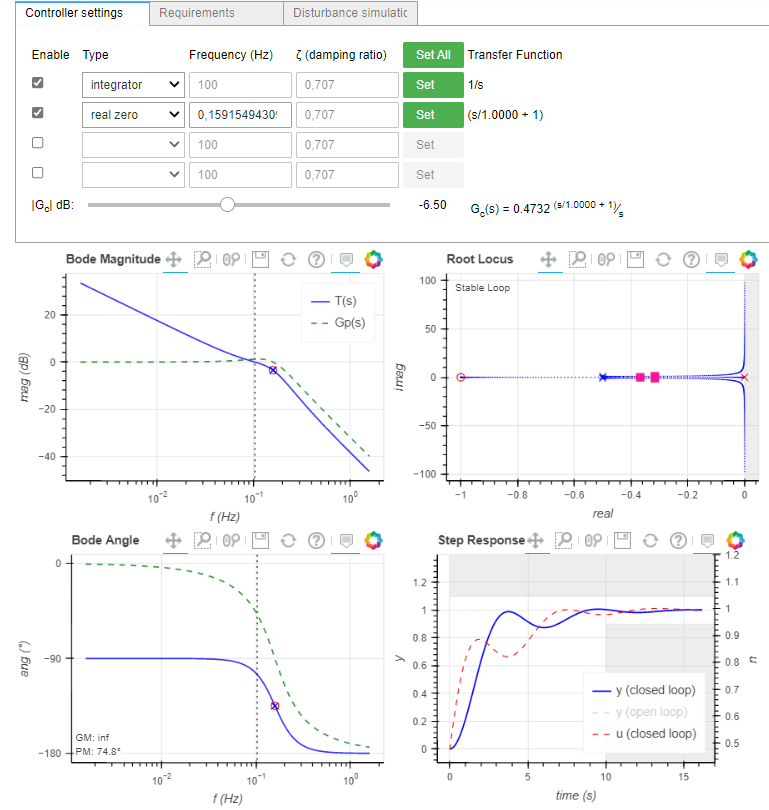 Controller settings Requirements Disturbance simulatic
Enable Type Frequency (Hz) ζ (damping ratio) Set All Transfer Function
integrator 100 0,707 Set 1/s
real zero 0,1591549430 0,707 Set (s/1.0000 + 1)
100 0,707 Set
100 0,707 Set
|Gc| dB: -6.50 Gc(s) = 0.4732 (s/1.0000 + 1)/s
Bode Magnitude
T(s)
Gp(s)
20
0
−20
−40
mag (dB)
10⁻² 10⁻¹ 10⁰
f (Hz)
Root Locus
Stable Loop
100
50
0
−50
−100
imag
−1 −0.8 −0.6 −0.4 −0.2 0
real
Bode Angle
0
−90
−180
ang (°)
GM: inf
PM: 74.8°
10⁻² 10⁻¹ 10⁰
f (Hz)
Step Response
1.2
1
0.8
0.6
0.4
0.2
0
y
1.2
1.1
1
0.9
0.8
0.7
0.6
0.5
u
y (closed loop)
y (open loop)
u (closed loop)
0 5 10 15
time (s)